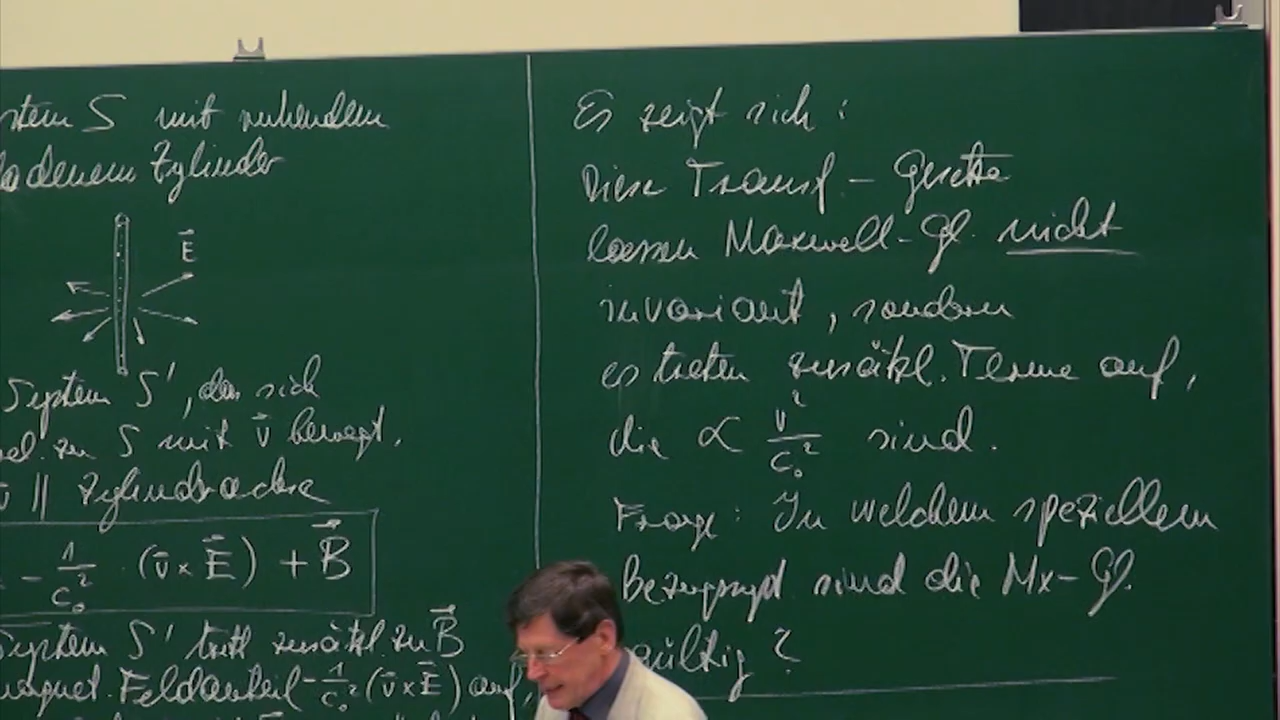 stem S mit ruhendem
ladenem Zylinder
E⃗
System S', das sich
rel. zu S mit v⃗ bewegt.
v⃗ || Zylinderachse
- 1/c₀² · (v⃗ × E⃗) + B⃗
System S' tritt zusätzl. zu B⃗
magnet. Feldanteil - 1/c₀² (v⃗ × E⃗) auf,
Es zeigt sich :
Diese Transf. - Gesetze
lassen Maxwell - Gl. nicht
invariant , sondern
es treten zusätzl. Terme auf ,
die ∝ v²/c₀² sind .
Frage : In welchem speziellem
Bezugssyst sind die Mx - Gl.
gültig ?